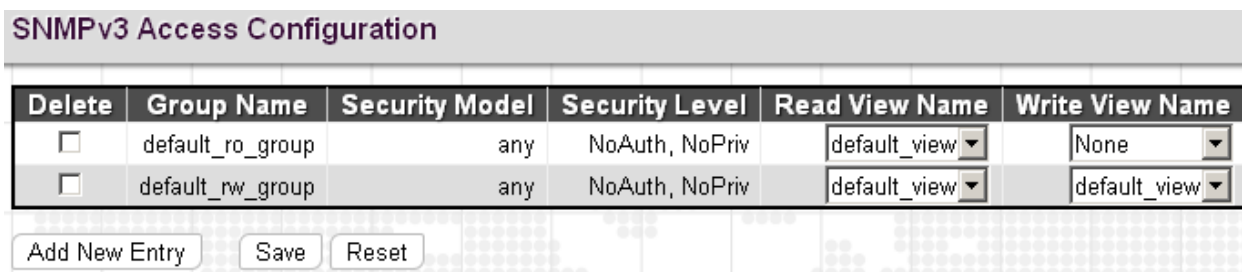 SNMPv3 Access Configuration
Delete Group Name Security Model Security Level Read View Name Write View Name
default_ro_group any NoAuth, NoPriv default_view None
default_rw_group any NoAuth, NoPriv default_view default_view
Add New Entry Save Reset